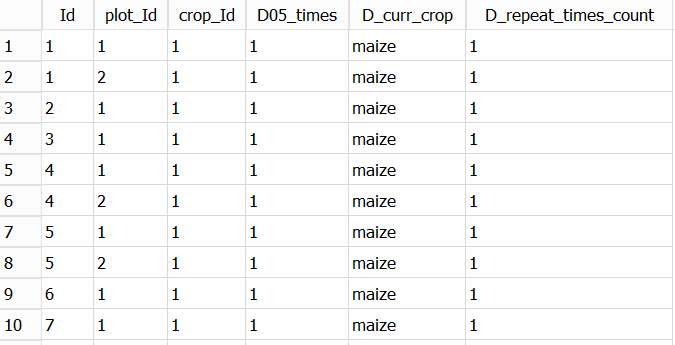 Id plot_Id crop_Id D05_times D_curr_crop D_repeat_times_count
1 1 1 1 1 maize 1
2 1 2 1 1 maize 1
3 2 1 1 1 maize 1
4 3 1 1 1 maize 1
5 4 1 1 1 maize 1
6 4 2 1 1 maize 1
7 5 1 1 1 maize 1
8 5 2 1 1 maize 1
9 6 1 1 1 maize 1
10 7 1 1 1 maize 1